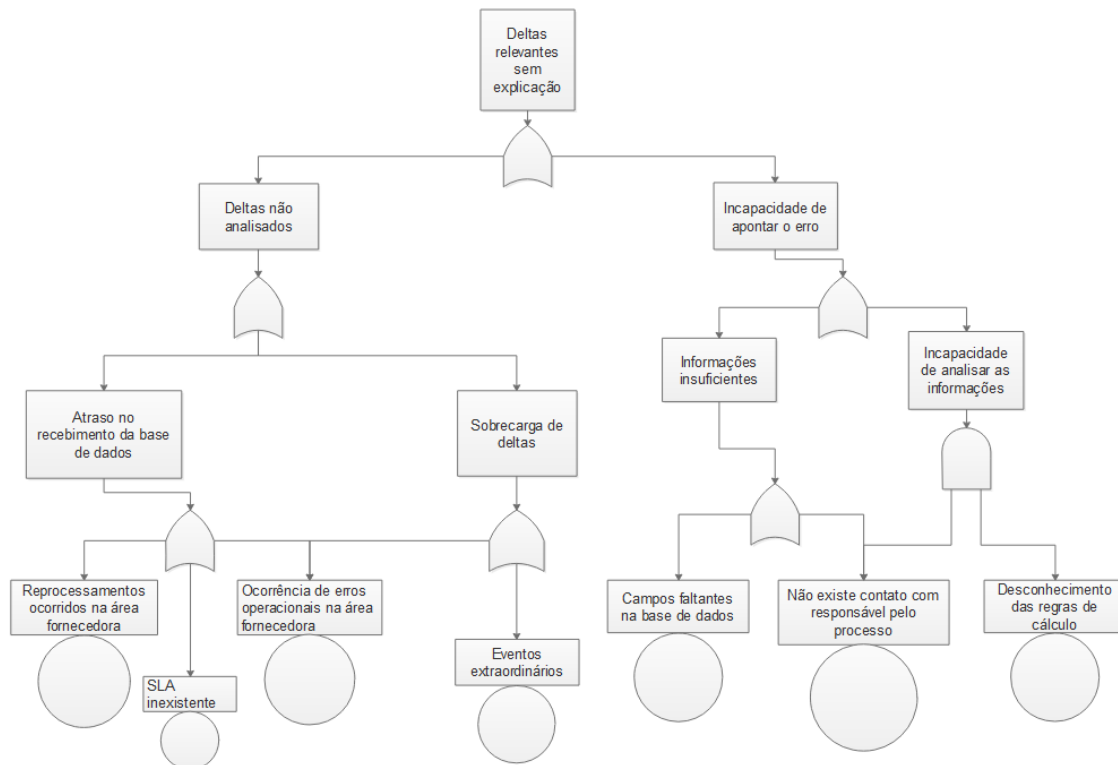 Deltas
relevantes
sem
explicação
Deltas não
analisados
Incapacidade de
apontar o erro
Atraso no
recebimento da base
de dados
Sobrecarga de
deltas
Informações
insuficientes
Incapacidade
de analisar as
informações
Reprocessamentos
ocorridos na área
fornecedora
SLA
inexistente
Ocorrência de erros
operacionais na área
fornecedora
Eventos
extraordinários
Campos faltantes
na base de dados
Não existe contato com
responsável pelo
processo
Desconhecimento
das regras de
cálculo